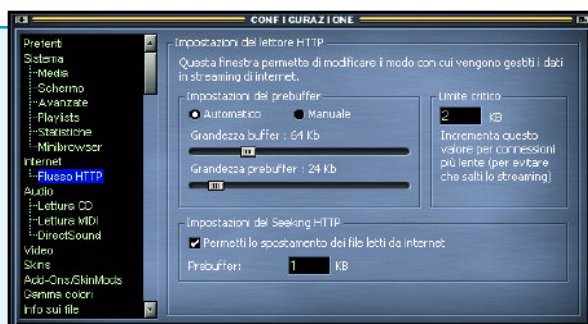 CONFIGURAZIONE
Preferiti
Sistema
Media
Schermo
Avanzate
Playlists
Statistiche
Minibrowser
Internet
Flusso HTTP
Audio
Lettura CD
Lettura MIDI
DirectSound
Video
Skins
Add-Ons/SkinMods
Gamma colori
Info sui file
Impostazioni del lettore HTTP
Questa finestra permette di modificare il modo con cui vengono gestiti i dati
in streaming di internet.
Impostazioni del prebuffer
Automatico Manuale
Grandezza buffer : 64 Kb
Grandezza prebuffer : 24 Kb
Limite critico
2 KB
Incrementa questo
valore per connessioni
più lente (per evitare
che salti lo streaming)
Impostazioni del Seeking HTTP
Permetti lo spostamento dei file letti da internet
Prebuffer: 1 KB